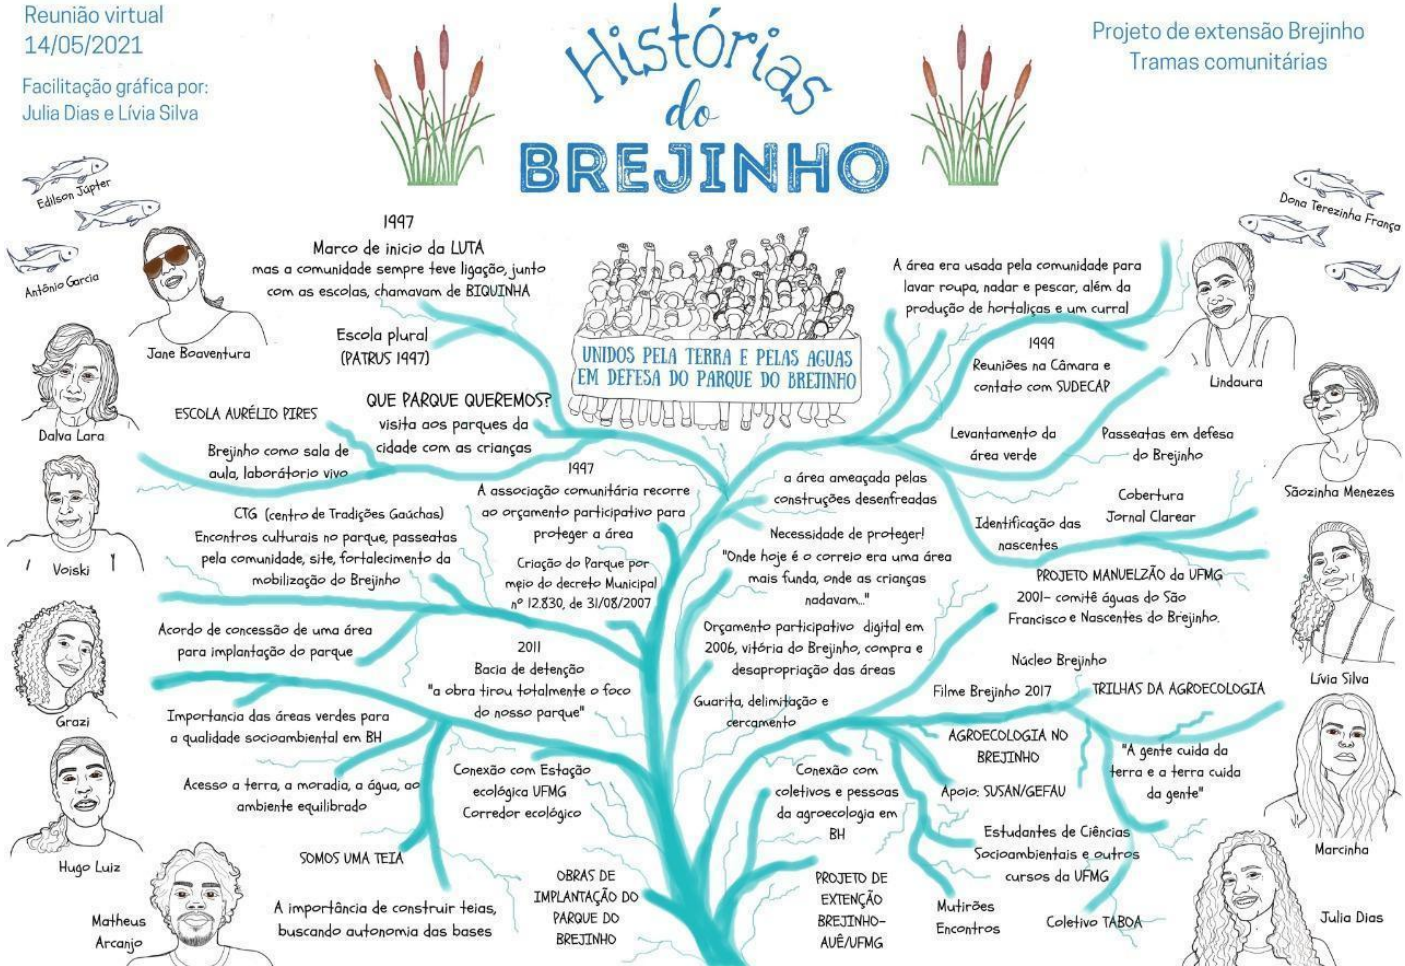 Reunião virtual
14/05/2021
Facilitação gráfica por:
Julia Dias e Lívia Silva
Histórias
do
BREJINHO
Projeto de extensão Brejinho
Tramas comunitárias
Edilson Júpter
Antônio Garcia
Jane Boaventura
Dalva Lara
Voiski
Grazi
Hugo Luiz
Matheus
Arcanjo
1997
Marco de inicio da LUTA
mas a comunidade sempre teve ligação, junto
com as escolas, chamavam de BIQUINHA
Escola plural
(PATRUS 1997)
ESCOLA AURÉLIO PIRES
QUE PARQUE QUEREMOS?
visita aos parques da
cidade com as crianças
Brejinho como sala de
aula, laborátorio vivo
1997
A associação comunitária recorre
ao orçamento participativo para
proteger a área
CTG (centro de Tradições Gaúchas)
Encontros culturais no parque, passeatas
pela comunidade, site, fortalecimento da
mobilização do Brejinho
Criação do Parque por
meio do decreto Municipal
nº 12.830, de 31/08/2007
Acordo de concessão de uma área
para implantação do parque
2011
Bacia de detenção
"a obra tirou totalmente o foco
do nosso parque"
Importancia das áreas verdes para
a qualidade socioambiental em BH
Acesso a terra, a moradia, a água, ao
ambiente equilibrado
Conexão com Estação
ecológica UFMG
Corredor ecológico
SOMOS UMA TEIA
A importância de construir teias,
buscando autonomia das bases
OBRAS DE
IMPLANTAÇÃO DO
PARQUE DO
BREJINHO
UNIDOS PELA TERRA E PELAS AGUAS
EM DEFESA DO PARQUE DO BREJINHO
A área era usada pela comunidade para
lavar roupa, nadar e pescar, além da
produção de hortaliças e um curral
1999
Reuniões na Câmara e
contato com SUDECAP
Levantamento da
área verde
Passeatas em defesa
do Brejinho
a área ameaçada pelas
construções desenfreadas
Cobertura
Jornal Clarear
Identificação das
nascentes
Necessidade de proteger!
"Onde hoje é o correio era uma área
mais funda, onde as crianças
nadavam..."
PROJETO MANUELZÃO da UFMG
2001- comitê águas do São
Francisco e Nascentes do Brejinho.
Orçamento participativo digital em
2006, vitória do Brejinho, compra e
desapropriação das áreas
Guarita, delimitação e
cercamento
Núcleo Brejinho
Filme Brejinho 2017
TRILHAS DA AGROECOLOGIA
AGROECOLOGIA NO
BREJINHO
"A gente cuida da
terra e a terra cuida
da gente"
Conexão com
coletivos e pessoas
da agroecologia em
BH
Apoio: SUSAN/GEFAU
Estudantes de Ciências
Socioambientais e outros
cursos da UFMG
PROJETO DE
EXTENÇÃO
BREJINHO-
AUÊ/UFMG
Mutirões
Encontros
Coletivo TABOA
Dona Terezinha França
Lindaura
Sãozinha Menezes
Lívia Silva
Marcinha
Julia Dias